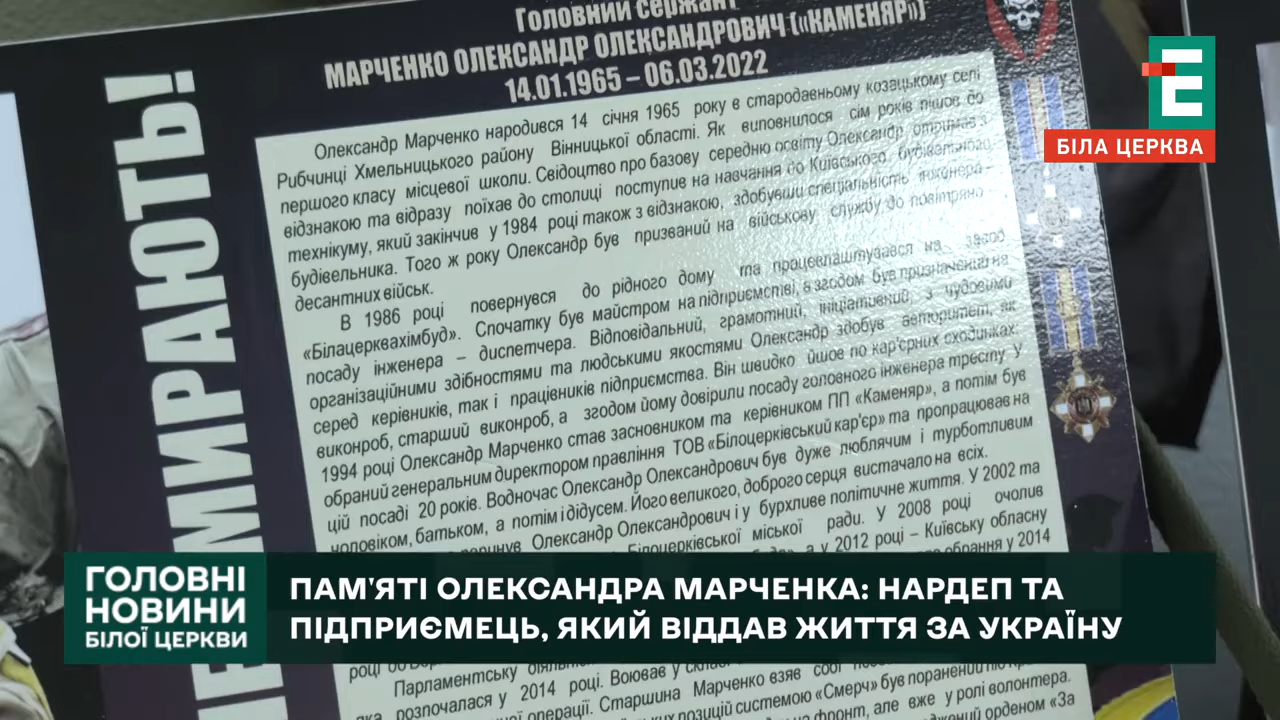 Головний сержант
МАРЧЕНКО ОЛЕКСАНДР ОЛЕКСАНДРОВИЧ («КАМЕНЯР»)
14.01.1965 – 06.03.2022
МИРАЮТЬ!
Е
БІЛА ЦЕРКВА
Олександр Марченко народився 14 січня 1965 року в стародавньому козацькому селі
Рибчинці Хмельницького району Вінницької області. Як виповнилося сім років пішов до
першого класу місцевої школи. Свідоцтво про базову середню освіту Олександр отримав з
відзнакою та відразу поїхав до столиці поступив на навчання до Київського будівельного
технікуму, який закінчив у 1984 році також з відзнакою, здобувши спеціальність інженера -
будівельника. Того ж року Олександр був призваний на військову службу до повітряно –
десантних військ.
В 1986 році повернувся до рідного дому та працевлаштувався на завод
«Білацерквахімбуд». Спочатку був майстром на підприємстві, а згодом був призначений на
посаду інженера – диспетчера. Відповідальний, грамотний, ініціативний, з чудовими
організаційними здібностями та людськими якостями Олександр здобув авторитет, як
серед керівників, так і працівників підприємства. Він швидко йшов по кар'єрних сходинках:
виконроб, старший виконроб, а згодом йому довірили посаду головного інженера тресту. У
1994 році Олександр Марченко став засновником та керівником ПП «Каменяр», а потім був
обраний генеральним директором правління ТОВ «Білоцерківський кар'єр» та пропрацював на
цій посаді 20 років. Водночас Олександр Олександрович був дуже люблячим і турботливим
чоловіком, батьком, а потім і дідусем. Його великого, доброго серця вистачало на всіх.
Олександр Олександрович і у бурхливе політичне життя. У 2002 та
Білоцерківської міської ради. У 2008 році очолив
а у 2012 році – Київську обласну
обрання у 2014
ГОЛОВНІ
НОВИНИ
БІЛОЇ ЦЕРКВИ
ПАМ'ЯТІ ОЛЕКСАНДРА МАРЧЕНКА: НАРДЕП ТА
ПІДПРИЄМЕЦЬ, ЯКИЙ ВІДДАВ ЖИТТЯ ЗА УКРАЇНУ
році
Парламентську
розпочалася у 2014 році. Воював у
операції. Старшина Марченко взяв собі
позицій системою «Смерч» був поранений
на фронт, але вже у ролі волонтера.
орденом «За